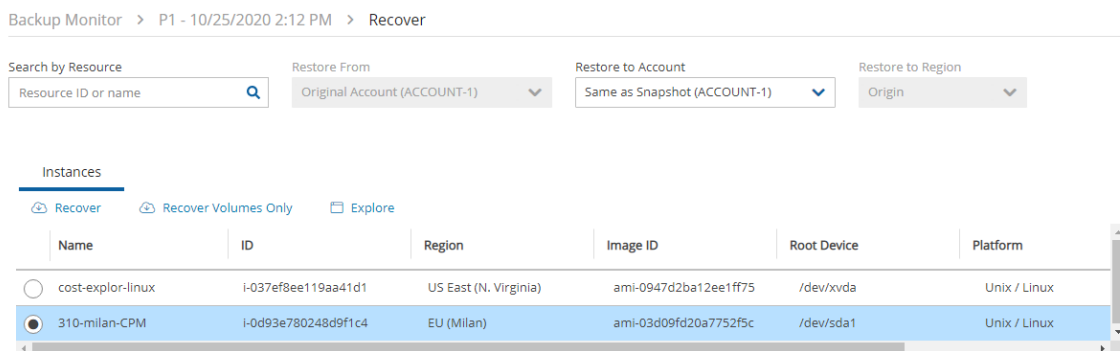 Backup Monitor > P1 - 10/25/2020 2:12 PM > Recover
Search by Resource Restore From Restore to Account Restore to Region
Resource ID or name Original Account (ACCOUNT-1) Same as Snapshot (ACCOUNT-1) Origin
Instances
Recover Recover Volumes Only Explore
Name ID Region Image ID Root Device Platform
cost-explor-linux i-037ef8ee119aa41d1 US East (N. Virginia) ami-0947d2ba12ee1ff75 /dev/xvda Unix / Linux
310-milan-CPM i-0d93e780248d9f1c4 EU (Milan) ami-03d09fd20a7752f5c /dev/sda1 Unix / Linux